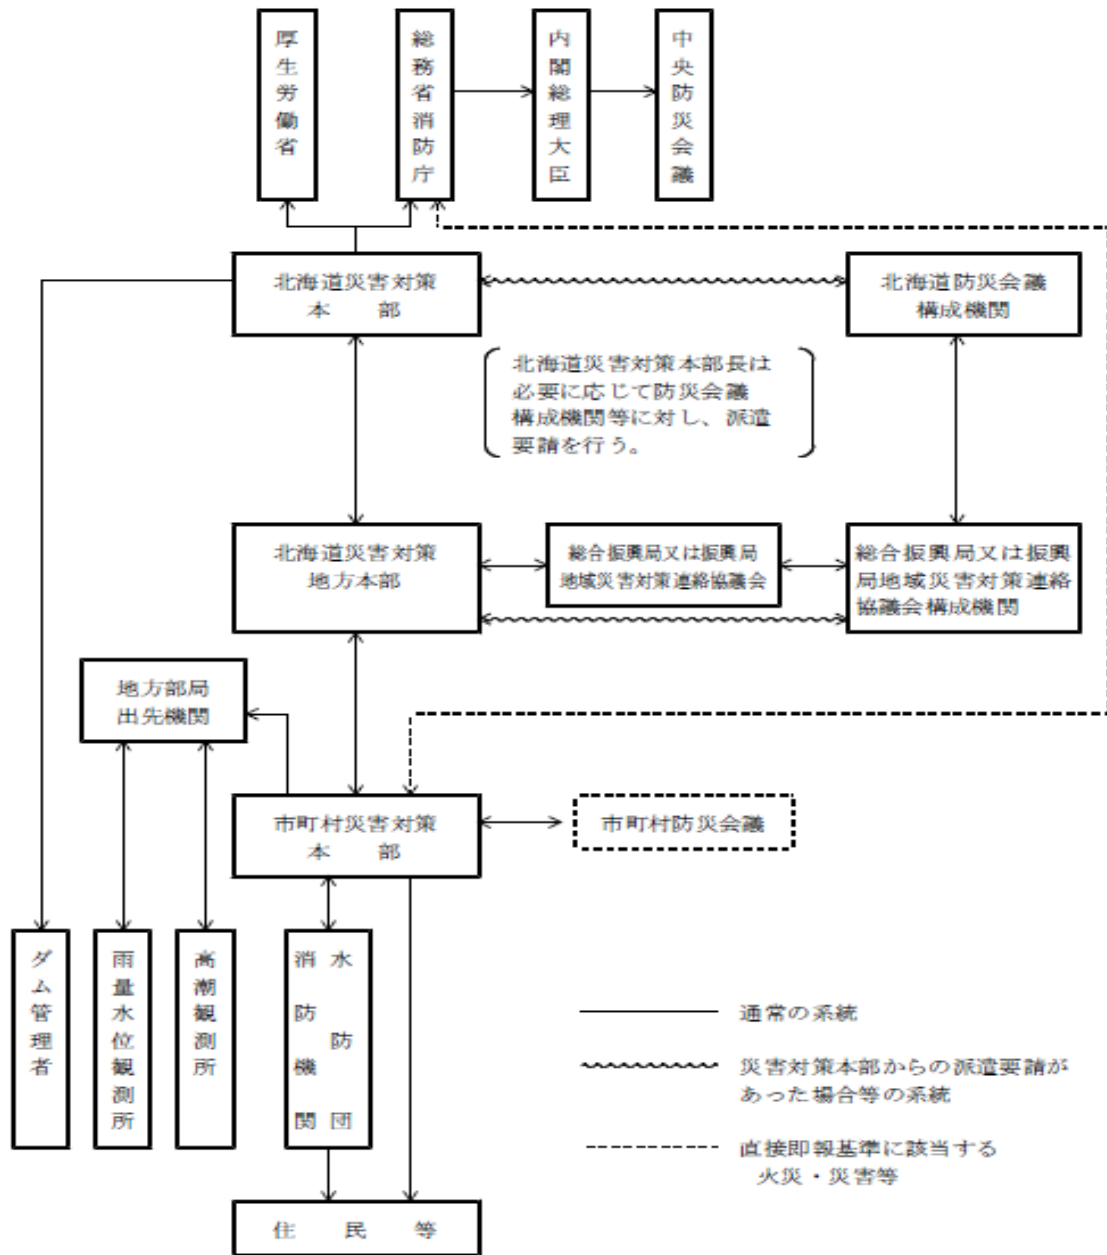 厚生労働省
総務省消防庁
内閣総理大臣
中央防災会議
北海道災害対策
本　　部
北海道防災会議
構成機関
北海道災害対策本部長は
必要に応じて防災会議
構成機関等に対し、派遣
要請を行う。
北海道災害対策
地方本部
総合振興局又は振興局
地域災害対策連絡協議会
総合振興局又は振興
局地域災害対策連絡
協議会構成機関
地方部局
出先機関
市町村災害対策
本　　部
市町村防災会議
ダム管理者
雨量水位観測所
高潮観測所
消防機関
水防団
通常の系統
災害対策本部からの派遣要請が
あった場合等の系統
直接即報基準に該当する
火災・災害等
住　民　等